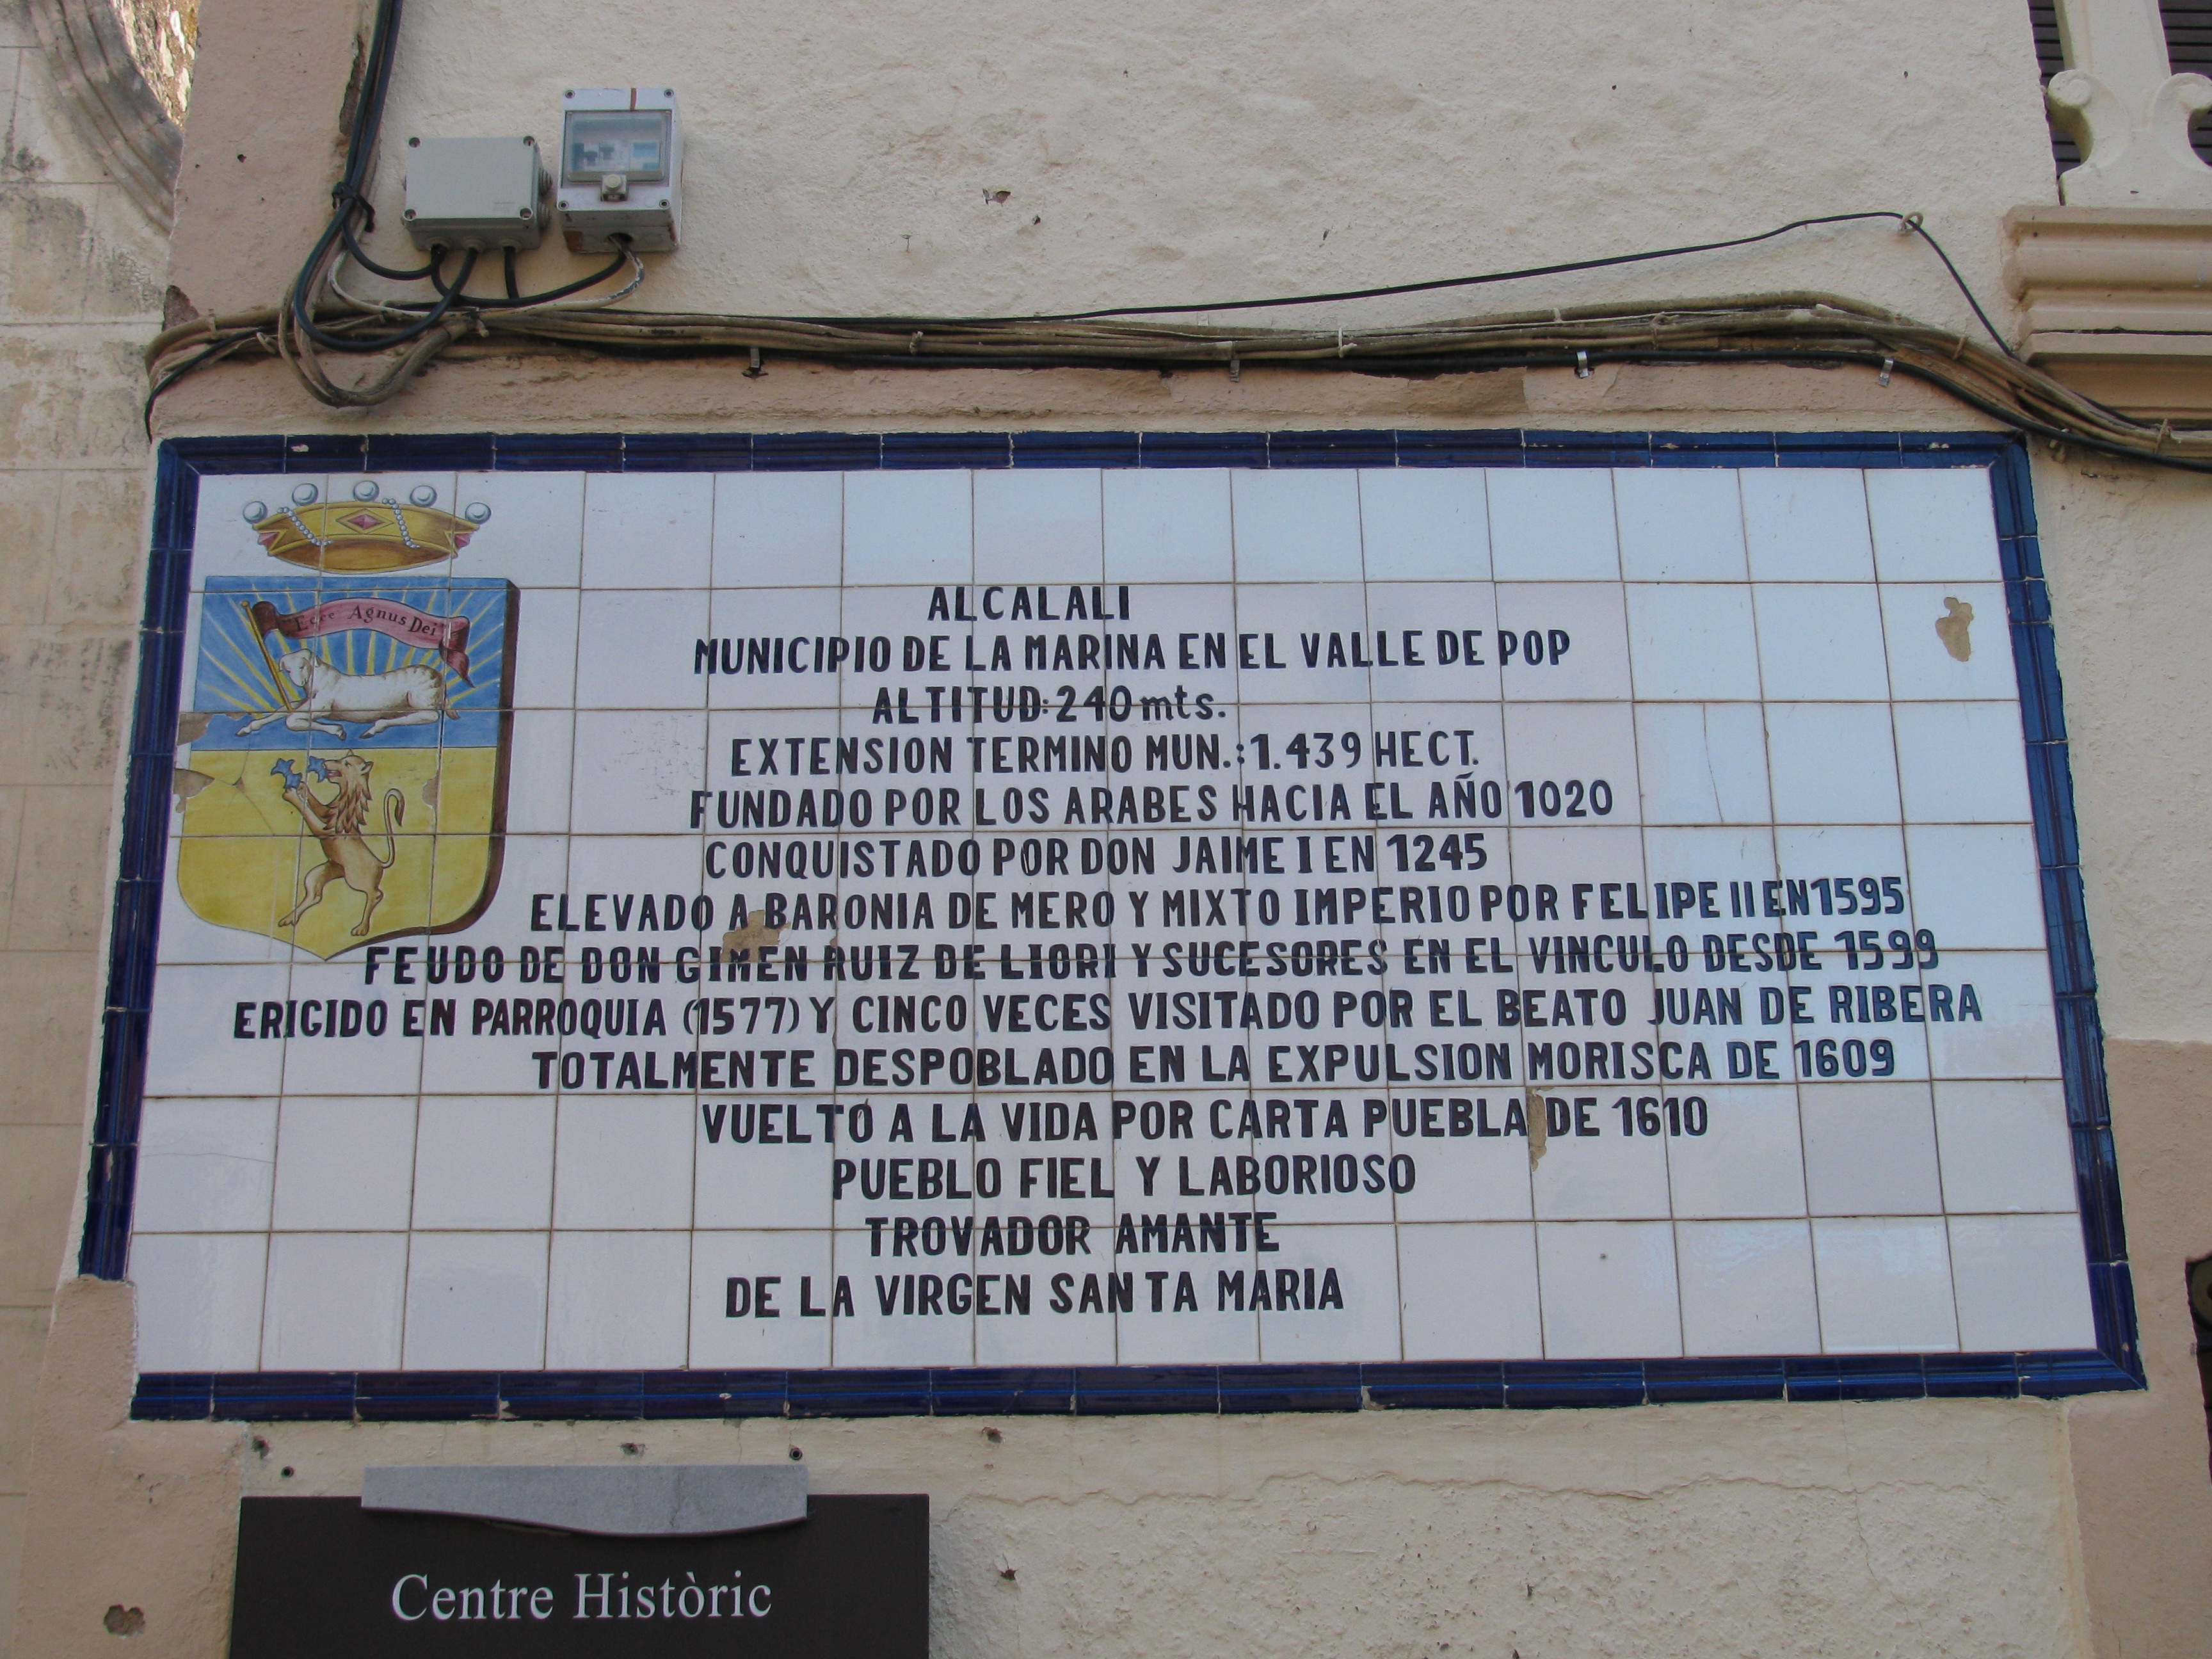 Ecce Agnus Dei
ALCALALI
MUNICIPIO DE LA MARINA EN EL VALLE DE POP
ALTITUD: 240 mts.
EXTENSION TERMINO MUN.: 1.439 HECT.
FUNDADO POR LOS ARABES HACIA EL AÑO 1020
CONQUISTADO POR DON JAIME I EN 1245
ELEVADO A BARONIA DE MERO Y MIXTO IMPERIO POR FELIPE II EN 1595
FEUDO DE DON GIMEN RUIZ DE LIORI Y SUCESORES EN EL VINCULO DESDE 1599
ERIGIDO EN PARROQUIA (1577) Y CINCO VECES VISITADO POR EL BEATO JUAN DE RIBERA
TOTALMENTE DESPOBLADO EN LA EXPULSION MORISCA DE 1609
VUELTO A LA VIDA POR CARTA PUEBLA DE 1610
PUEBLO FIEL Y LABORIOSO
TROVADOR AMANTE
DE LA VIRGEN SANTA MARIA
Centre Històric